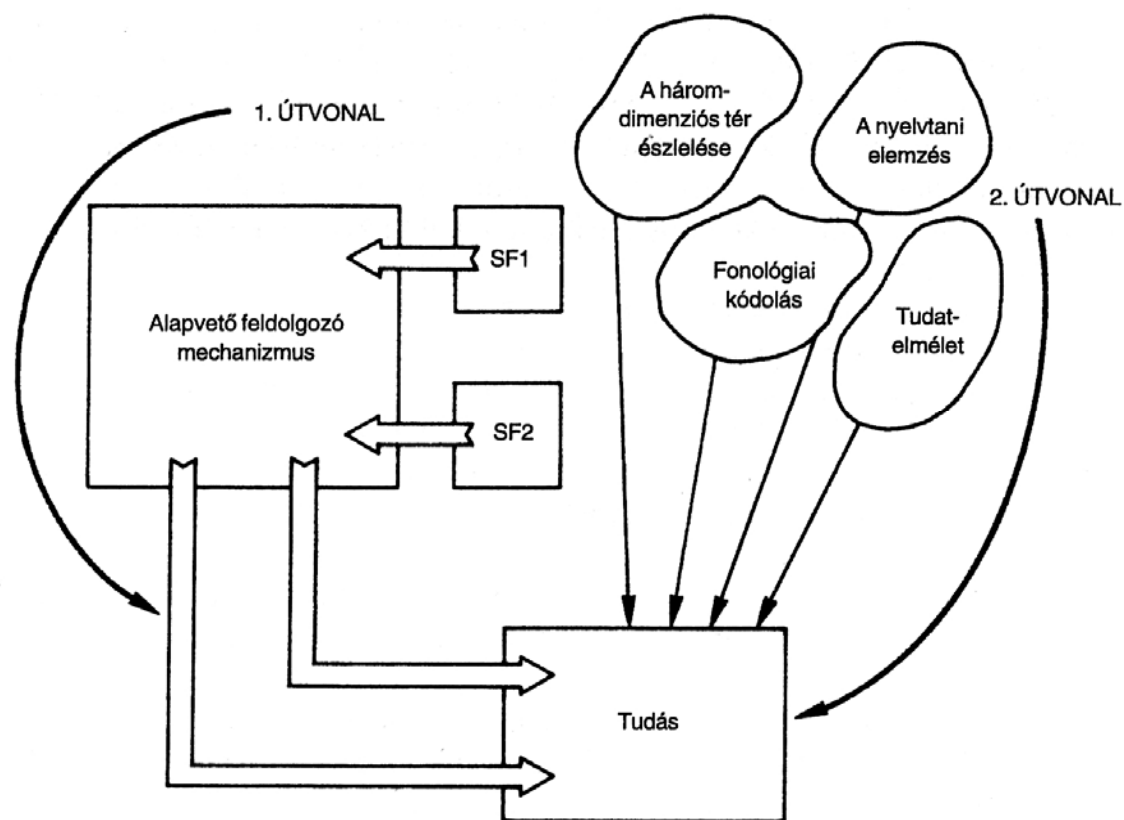 1. ÚTVONAL
A három-
dimenziós tér
észlelése
A nyelvtani
elemzés
2. ÚTVONAL
SF1
Fonológiai
kódolás
Alapvető feldolgozó
mechanizmus
Tudat-
elmélet
SF2
Tudás